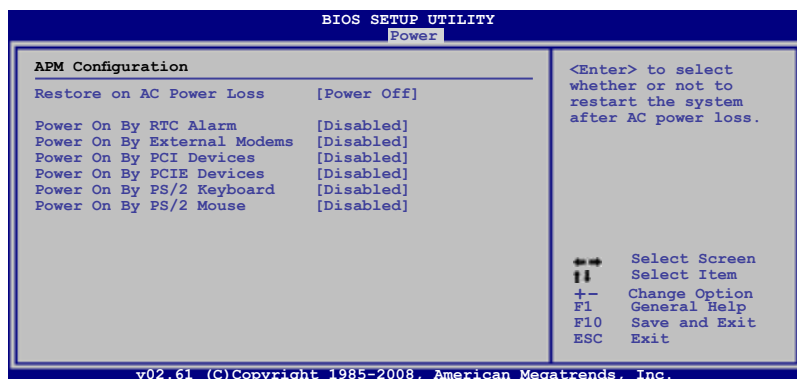 BIOS SETUP UTILITY
Power
APM Configuration
Restore on AC Power Loss [Power Off]
Power On By RTC Alarm [Disabled]
Power On By External Modems [Disabled]
Power On By PCI Devices [Disabled]
Power On By PCIE Devices [Disabled]
Power On By PS/2 Keyboard [Disabled]
Power On By PS/2 Mouse [Disabled]
<Enter> to select
whether or not to
restart the system
after AC power loss.
←→ Select Screen
↑↓ Select Item
+- Change Option
F1 General Help
F10 Save and Exit
ESC Exit
v02.61 (C)Copyright 1985-2008, American Megatrends, Inc.